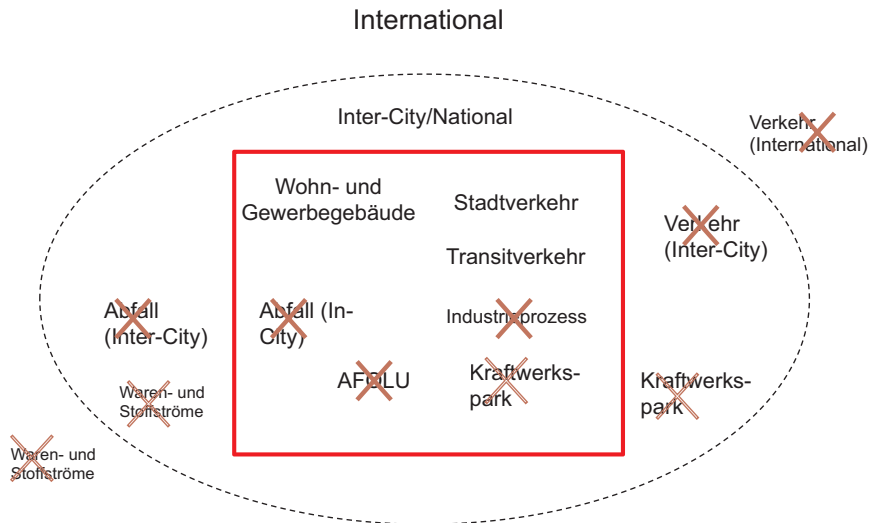 International
Inter-City/National
Verkehr
(International)
Wohn- und
Gewerbegebäude
Stadtverkehr
Verkehr
(Inter-City)
Transitverkehr
Abfall
(Inter-City)
Abfall (In-
City)
Industrieprozess
AFOLU
Kraftwerks-
park
Kraftwerks-
park
Waren- und
Stoffströme
Waren- und
Stoffströme